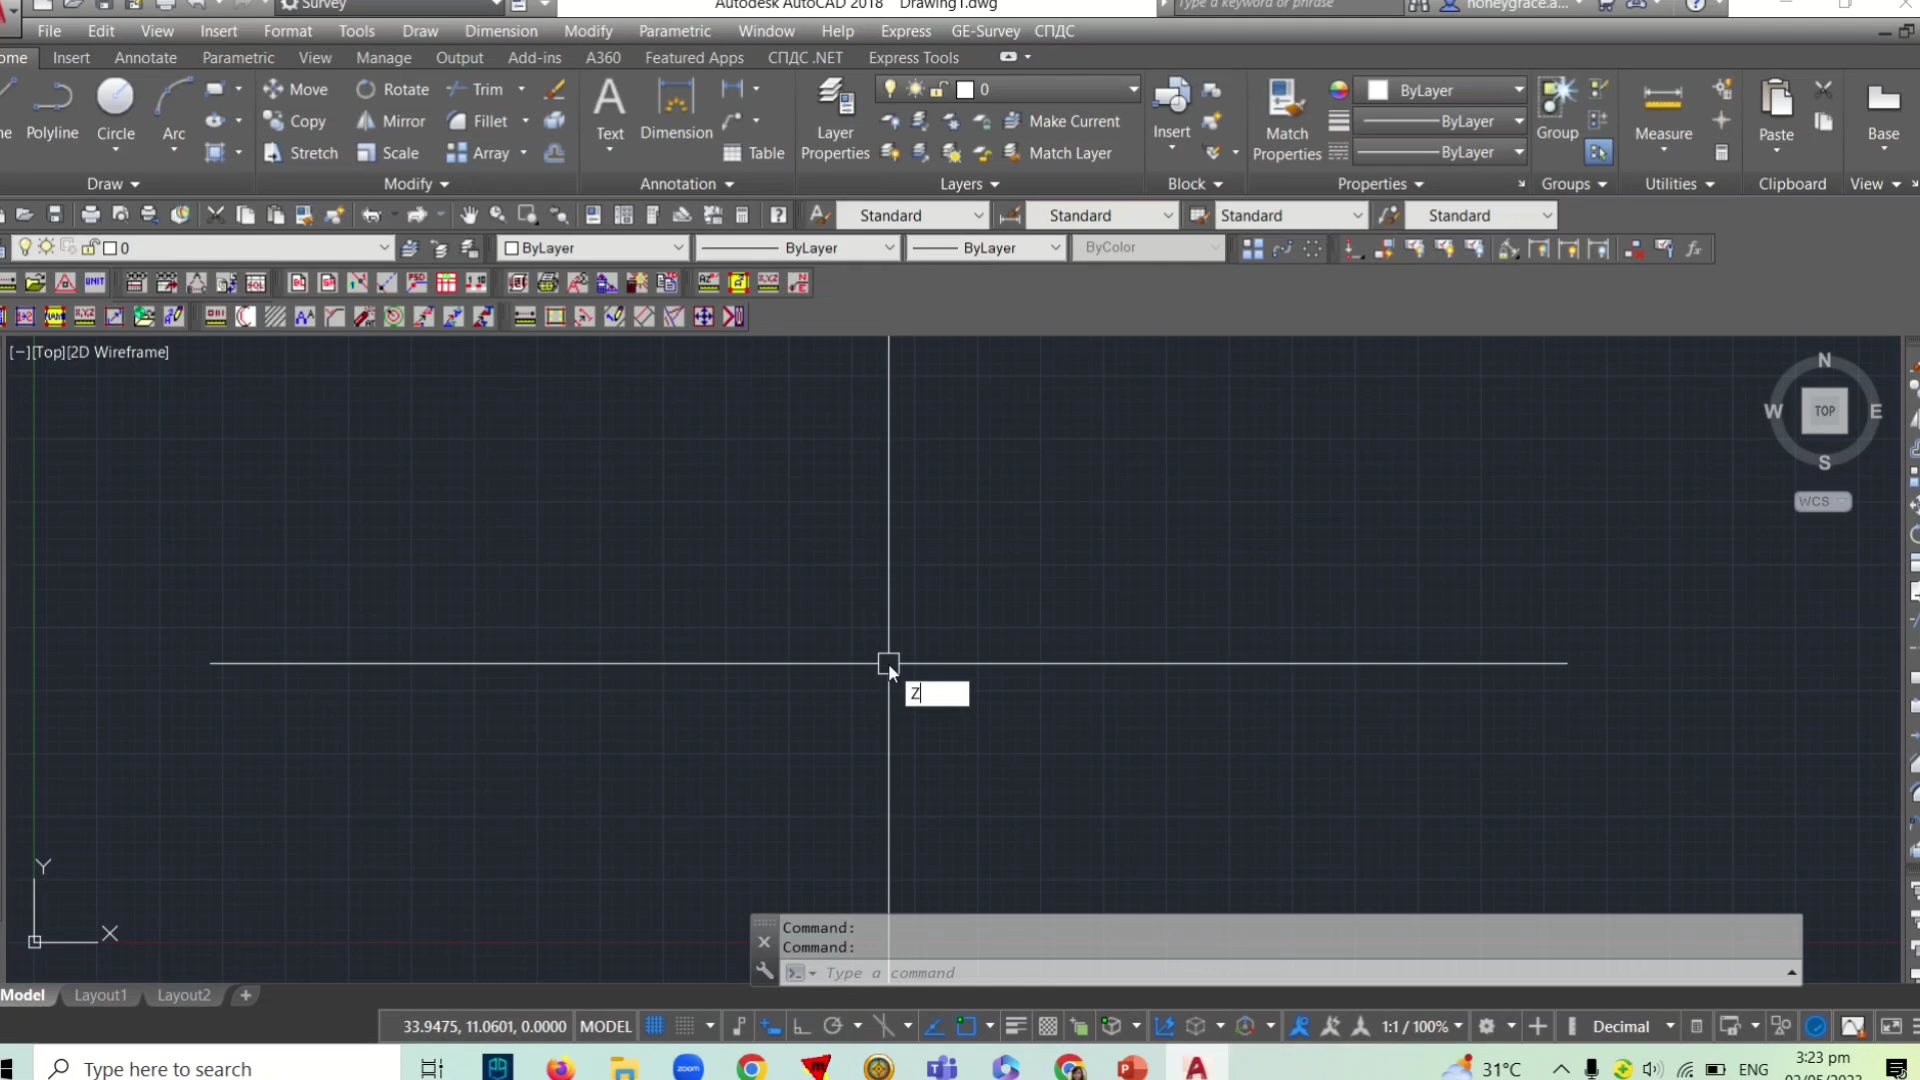 Survey
Autodesk AutoCAD 2018 Drawing1.dwg
Type a keyword or phrase
honeygrace.a...
File Edit View Insert Format Tools Draw Dimension Modify Parametric Window Help Express GE-Survey СПДС
ome Insert Annotate Parametric View Manage Output Add-ins A360 Featured Apps СПДС .NET Express Tools
Move Rotate Trim
0
ByLayer
ne Polyline Circle Arc
Copy Mirror Fillet
Text Dimension
Layer Properties
Make Current
Insert
Match Properties
ByLayer
Group Measure Paste Base
Stretch Scale Array
Table
Match Layer
ByLayer
Draw Modify Annotation Layers Block Properties Groups Utilities Clipboard View
Standard Standard Standard Standard
0 ByLayer ByLayer ByLayer ByColor
UNIT
[−][Top][2D Wireframe]
N
W TOP E
S
WCS
Z
Y
X
Command:
Command:
Type a command
Model Layout1 Layout2 +
33.9475, 11.0601, 0.0000 MODEL 1:1 / 100% Decimal
Type here to search
zoom
31°C ENG 3:23 pm